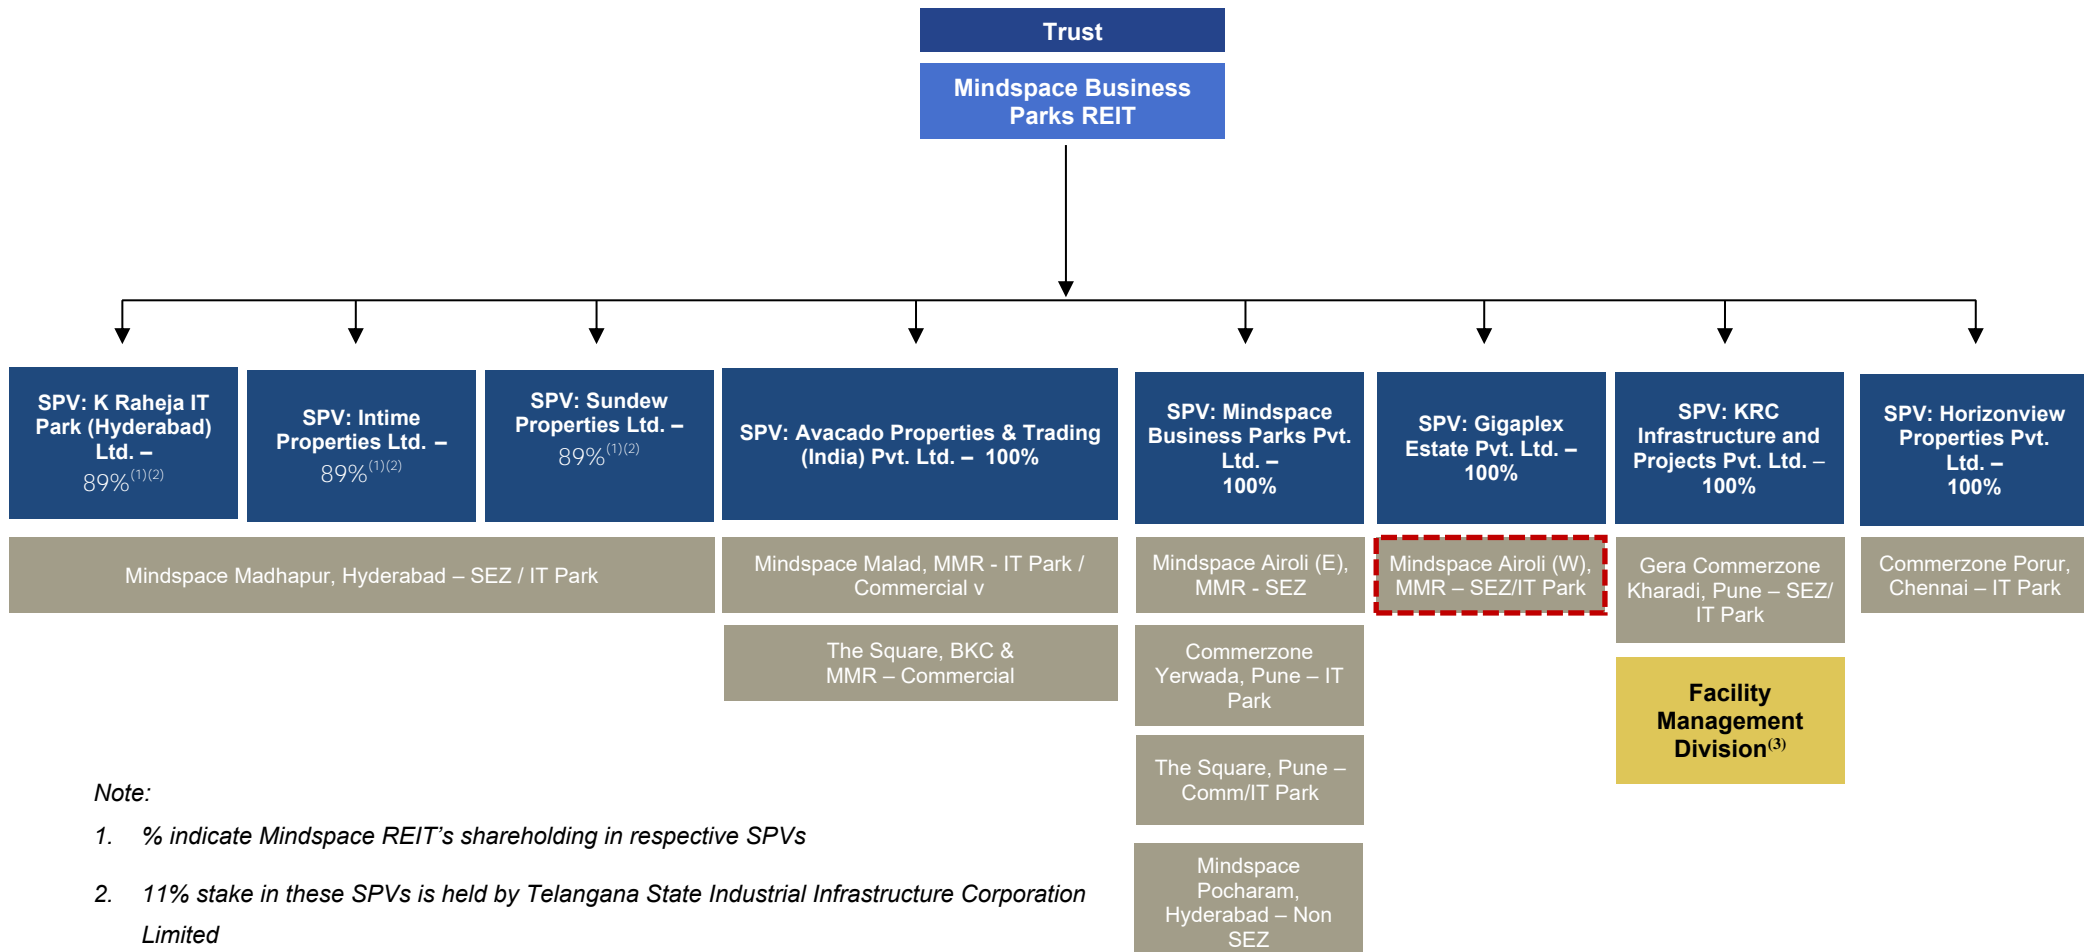 Trust
Mindspace Business
Parks REIT
SPV: K Raheja IT
Park (Hyderabad)
Ltd. –
89%(1)(2)
SPV: Intime
Properties Ltd. –
89%(1)(2)
SPV: Sundew
Properties Ltd. –
89%(1)(2)
SPV: Avacado Properties & Trading
(India) Pvt. Ltd. – 100%
SPV: Mindspace
Business Parks Pvt.
Ltd. –
100%
SPV: Gigaplex
Estate Pvt. Ltd. –
100%
SPV: KRC
Infrastructure and
Projects Pvt. Ltd. –
100%
SPV: Horizonview
Properties Pvt.
Ltd. –
100%
Mindspace Madhapur, Hyderabad – SEZ / IT Park
Mindspace Malad, MMR - IT Park /
Commercial v
Mindspace Airoli (E),
MMR - SEZ
Mindspace Airoli (W),
MMR – SEZ/IT Park
Gera Commerzone
Kharadi, Pune – SEZ/
IT Park
Commerzone Porur,
Chennai – IT Park
The Square, BKC &
MMR – Commercial
Commerzone
Yerwada, Pune – IT
Park
Facility
Management
Division(3)
The Square, Pune –
Comm/IT Park
Mindspace
Pocharam,
Hyderabad – Non
SEZ
Note:
1. % indicate Mindspace REIT’s shareholding in respective SPVs
2. 11% stake in these SPVs is held by Telangana State Industrial Infrastructure Corporation
Limited